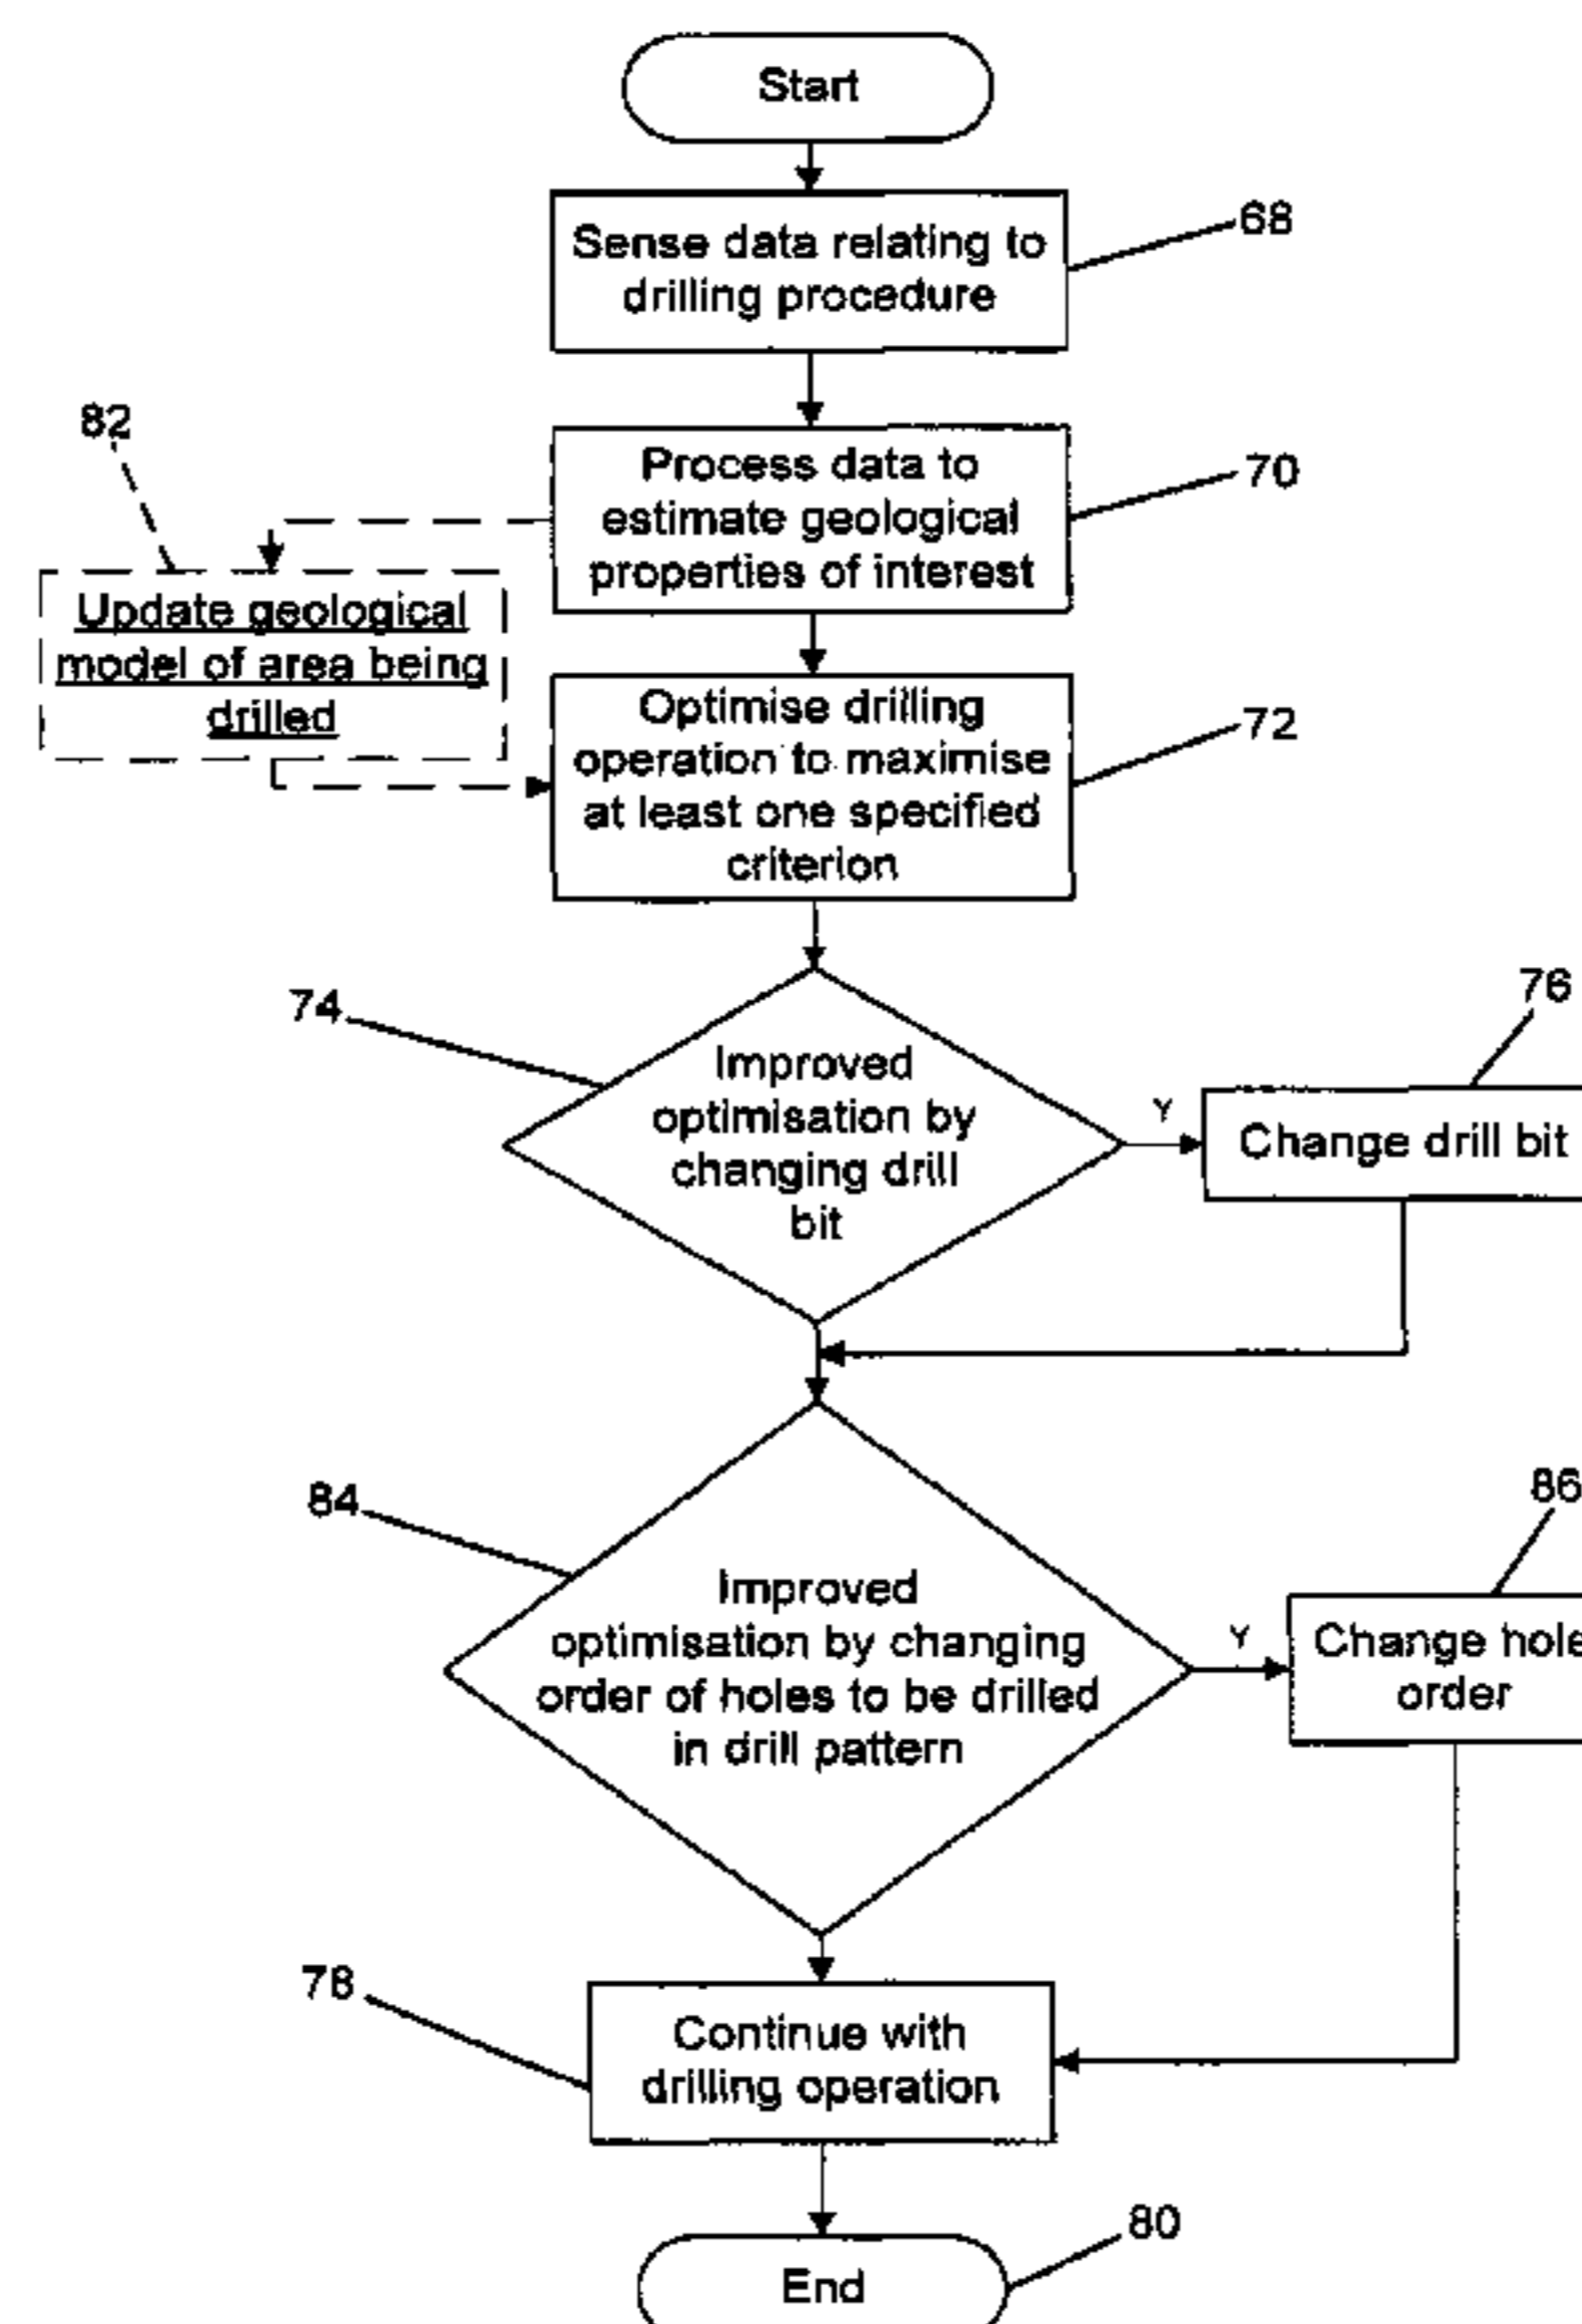 Start
Sense data relating to
drilling procedure
68
82
Process data to
estimate geological
properties of interest
70
Update geological
model of area being
drilled
Optimise drilling
operation to maximise
at least one specified
criterion
72
74
Improved
optimisation by
changing drill
bit
Y
76
Change drill bit
84
Improved
optimisation by changing
order of holes to be drilled
in drill pattern
Y
86
Change hole
order
78
Continue with
drilling operation
80
End